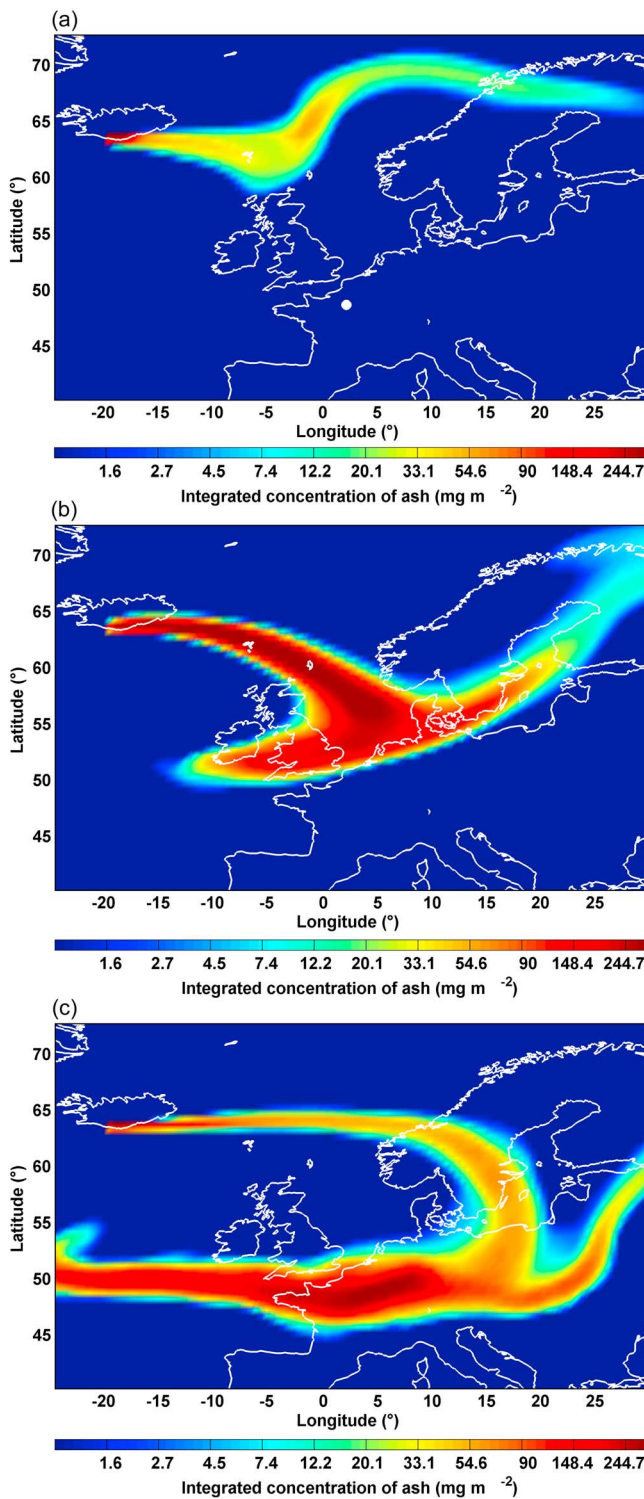 (a)
70
65
60
55
50
45
Latitude (°)
-20 -15 -10 -5 0 5 10 15 20 25
Longitude (°)
1.6 2.7 4.5 7.4 12.2 20.1 33.1 54.6 90 148.4 244.7
Integrated concentration of ash (mg m -2)
(b)
70
65
60
55
50
45
Latitude (°)
-20 -15 -10 -5 0 5 10 15 20 25
Longitude (°)
1.6 2.7 4.5 7.4 12.2 20.1 33.1 54.6 90 148.4 244.7
Integrated concentration of ash (mg m -2)
(c)
70
65
60
55
50
45
Latitude (°)
-20 -15 -10 -5 0 5 10 15 20 25
Longitude (°)
1.6 2.7 4.5 7.4 12.2 20.1 33.1 54.6 90 148.4 244.7
Integrated concentration of ash (mg m -2)